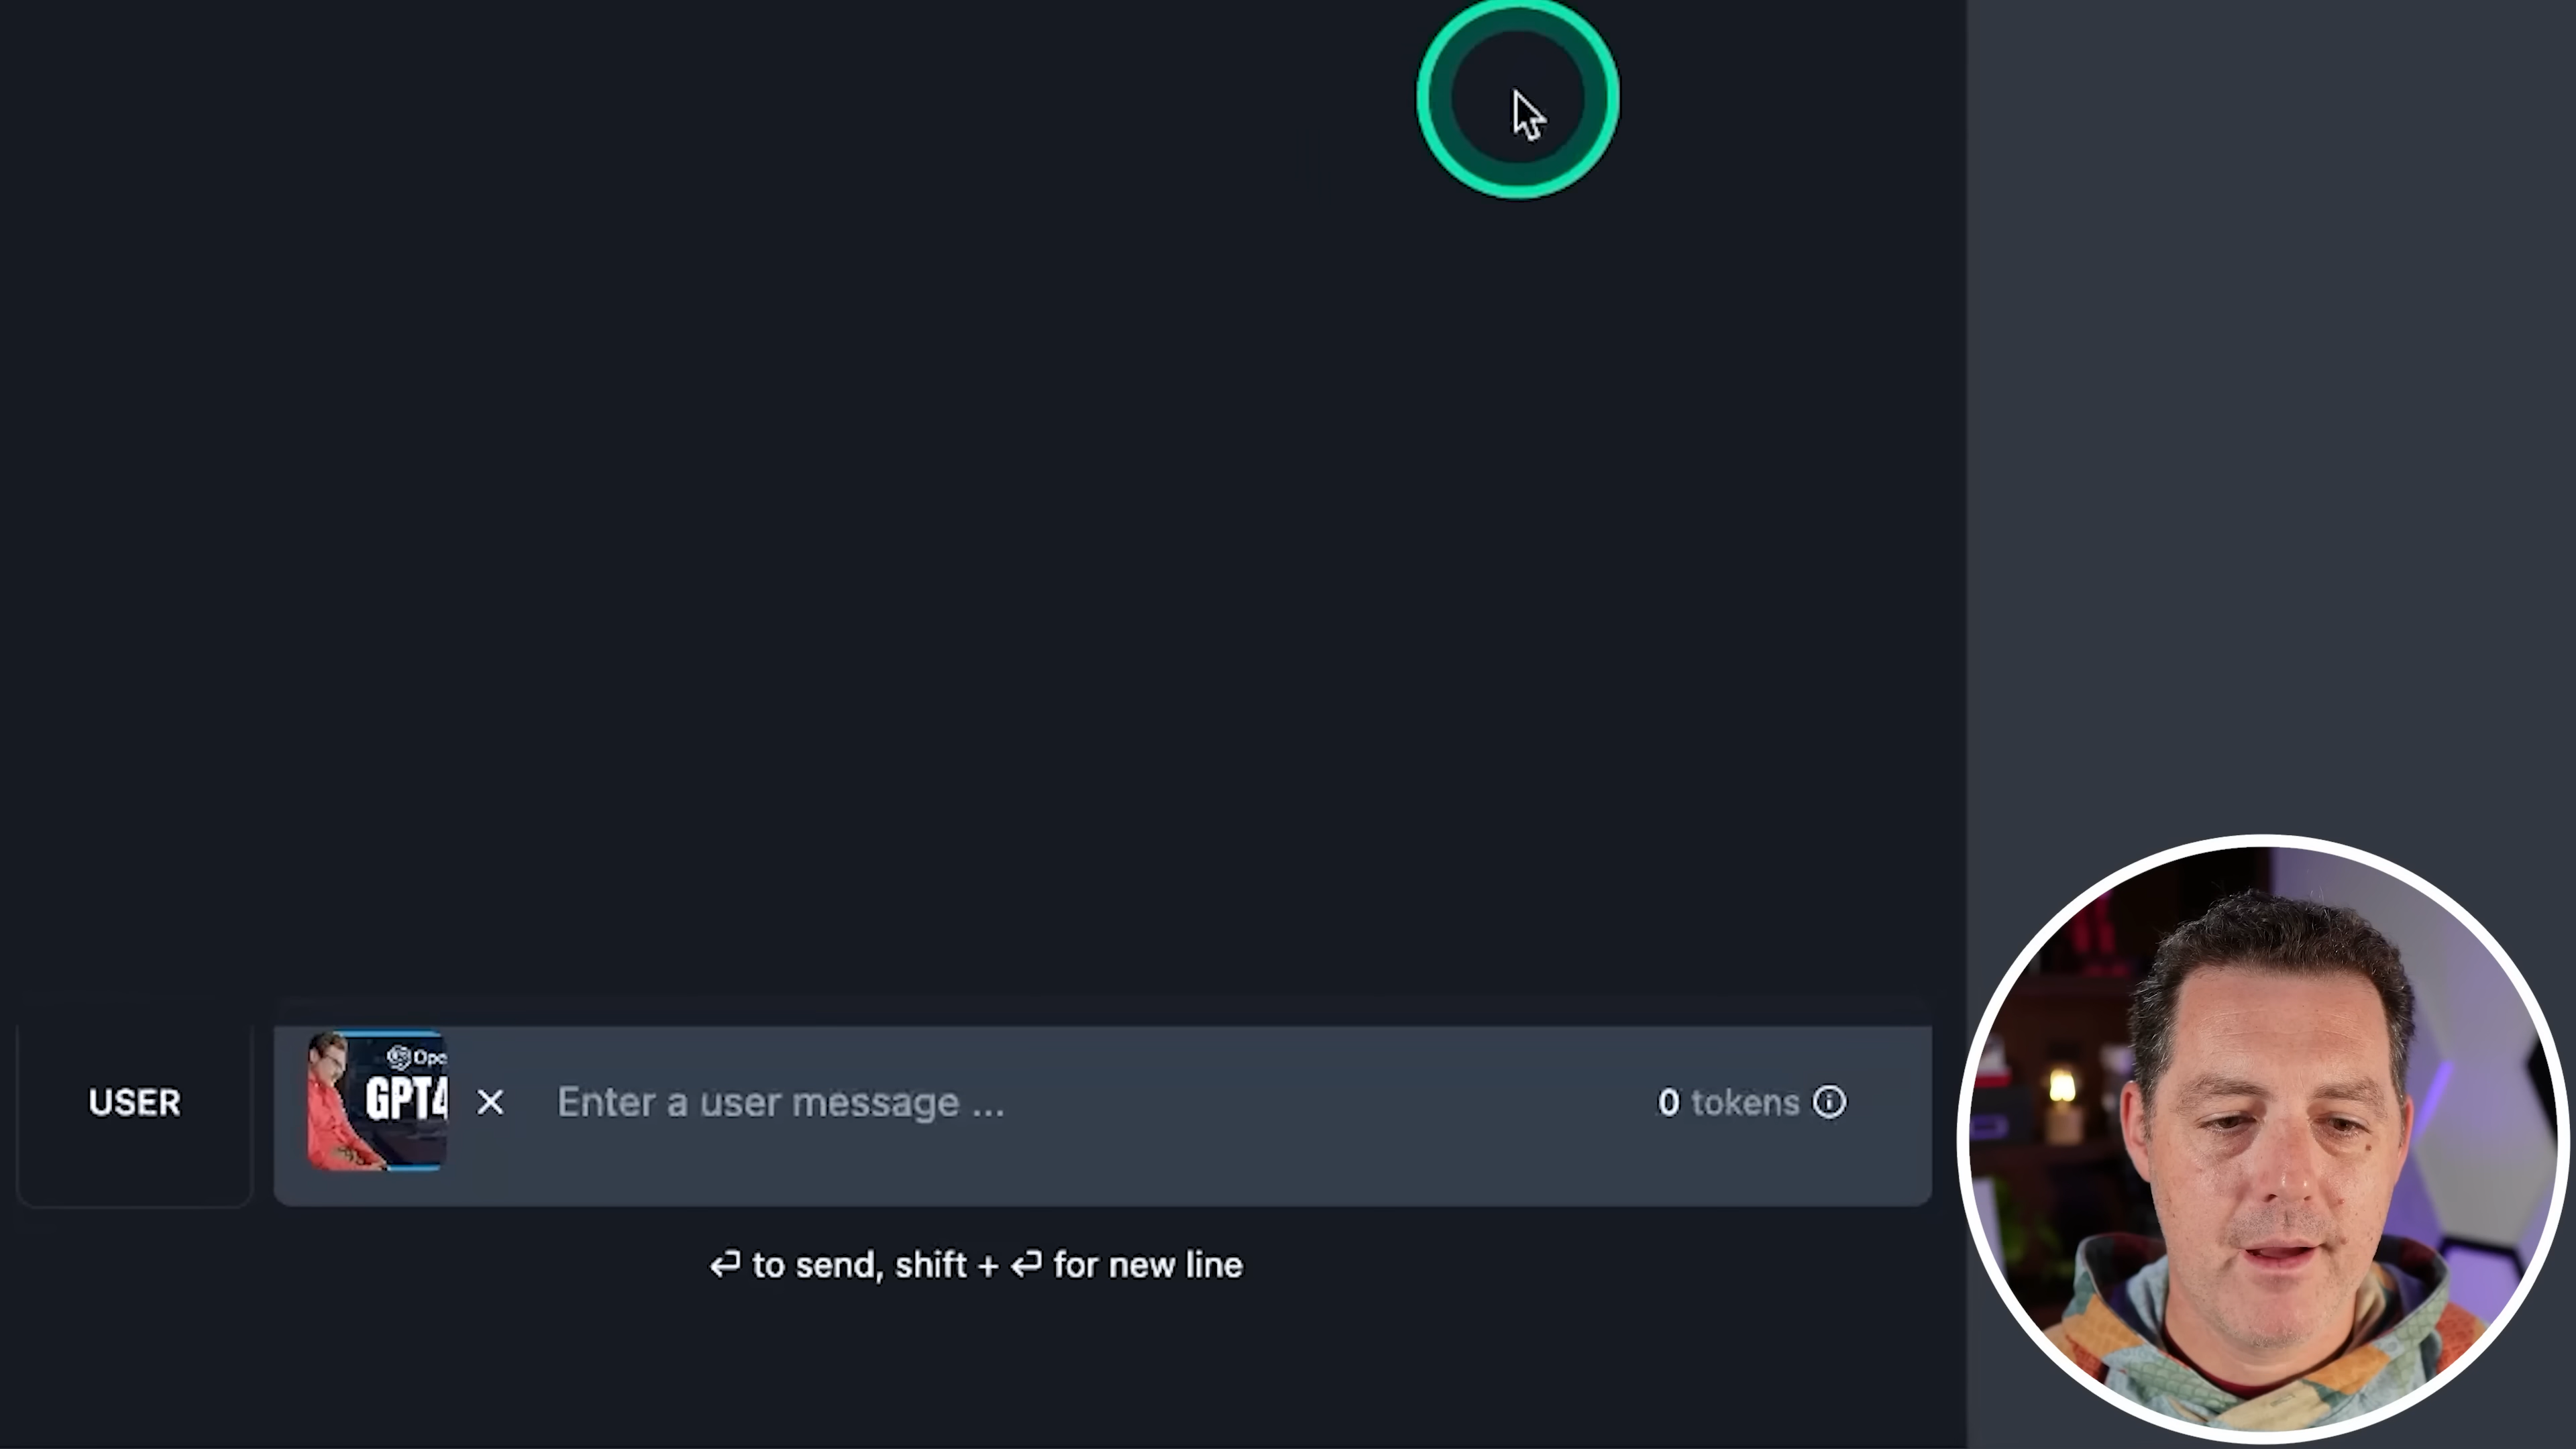 Ope
GPT4
USER
Enter a user message ...
0 tokens
to send, shift + for new line